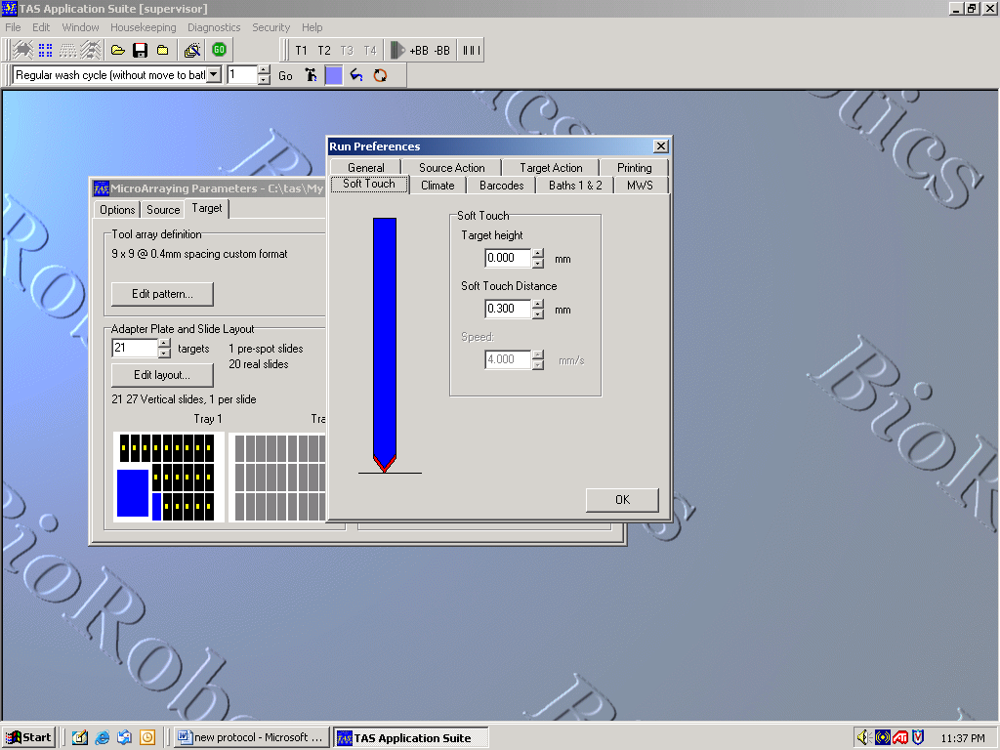 TAS Application Suite [supervisor]
File Edit Window Housekeeping Diagnostics Security Help
GO T1 T2 T3 T4 +BB -BB
Regular wash cycle (without move to batl 1 Go
MicroArraying Parameters - C:\tas\My
Options Source Target
Tool array definition
9 x 9 @ 0.4mm spacing custom format
Edit pattern...
Adapter Plate and Slide Layout
21 targets 1 pre-spot slides
20 real slides
Edit layout...
21 27 Vertical slides, 1 per slide
Tray 1 Tra
Run Preferences
General Source Action Target Action Printing
Soft Touch Climate Barcodes Baths 1 & 2 MWS
Soft Touch
Target height
0.000 mm
Soft Touch Distance
0.300 mm
Speed:
4.000 mm/s
OK
BioRobotics
BioRobo
Start new protocol - Microsoft ... TAS TAS Application Suite 11:37 PM